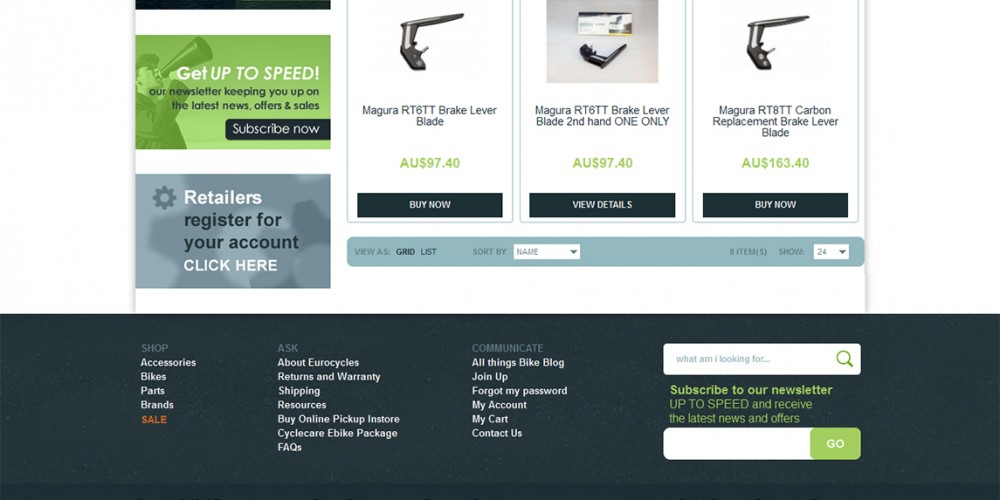 Get UP TO SPEED!
our newsletter keeping you up on
the latest news, offers & sales
Subscribe now
Retailers
register for
your account
CLICK HERE
Magura RT6TT Brake Lever
Blade
AU$97.40
BUY NOW
Magura RT6TT Brake Lever
Blade 2nd hand ONE ONLY
AU$97.40
VIEW DETAILS
Magura RT8TT Carbon
Replacement Brake Lever
Blade
AU$163.40
BUY NOW
VIEW AS: GRID LIST SORT BY NAME 9 ITEM(S) SHOW: 24
SHOP
Accessories
Bikes
Parts
Brands
SALE
ASK
About Eurocycles
Returns and Warranty
Shipping
Resources
Buy Online Pickup Instore
Cyclecare Ebike Package
FAQs
COMMUNICATE
All things Bike Blog
Join Up
Forgot my password
My Account
My Cart
Contact Us
what am i looking for...
Subscribe to our newsletter
UP TO SPEED and receive
the latest news and offers
GO